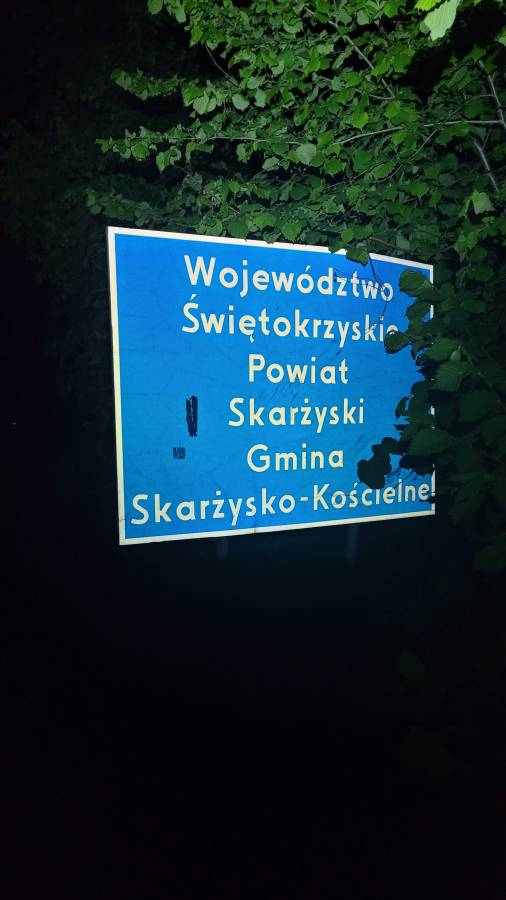 Województwo
Świętokrzyskie
Powiat
Skarżyski
Gmina
Skarżysko-Kościelne